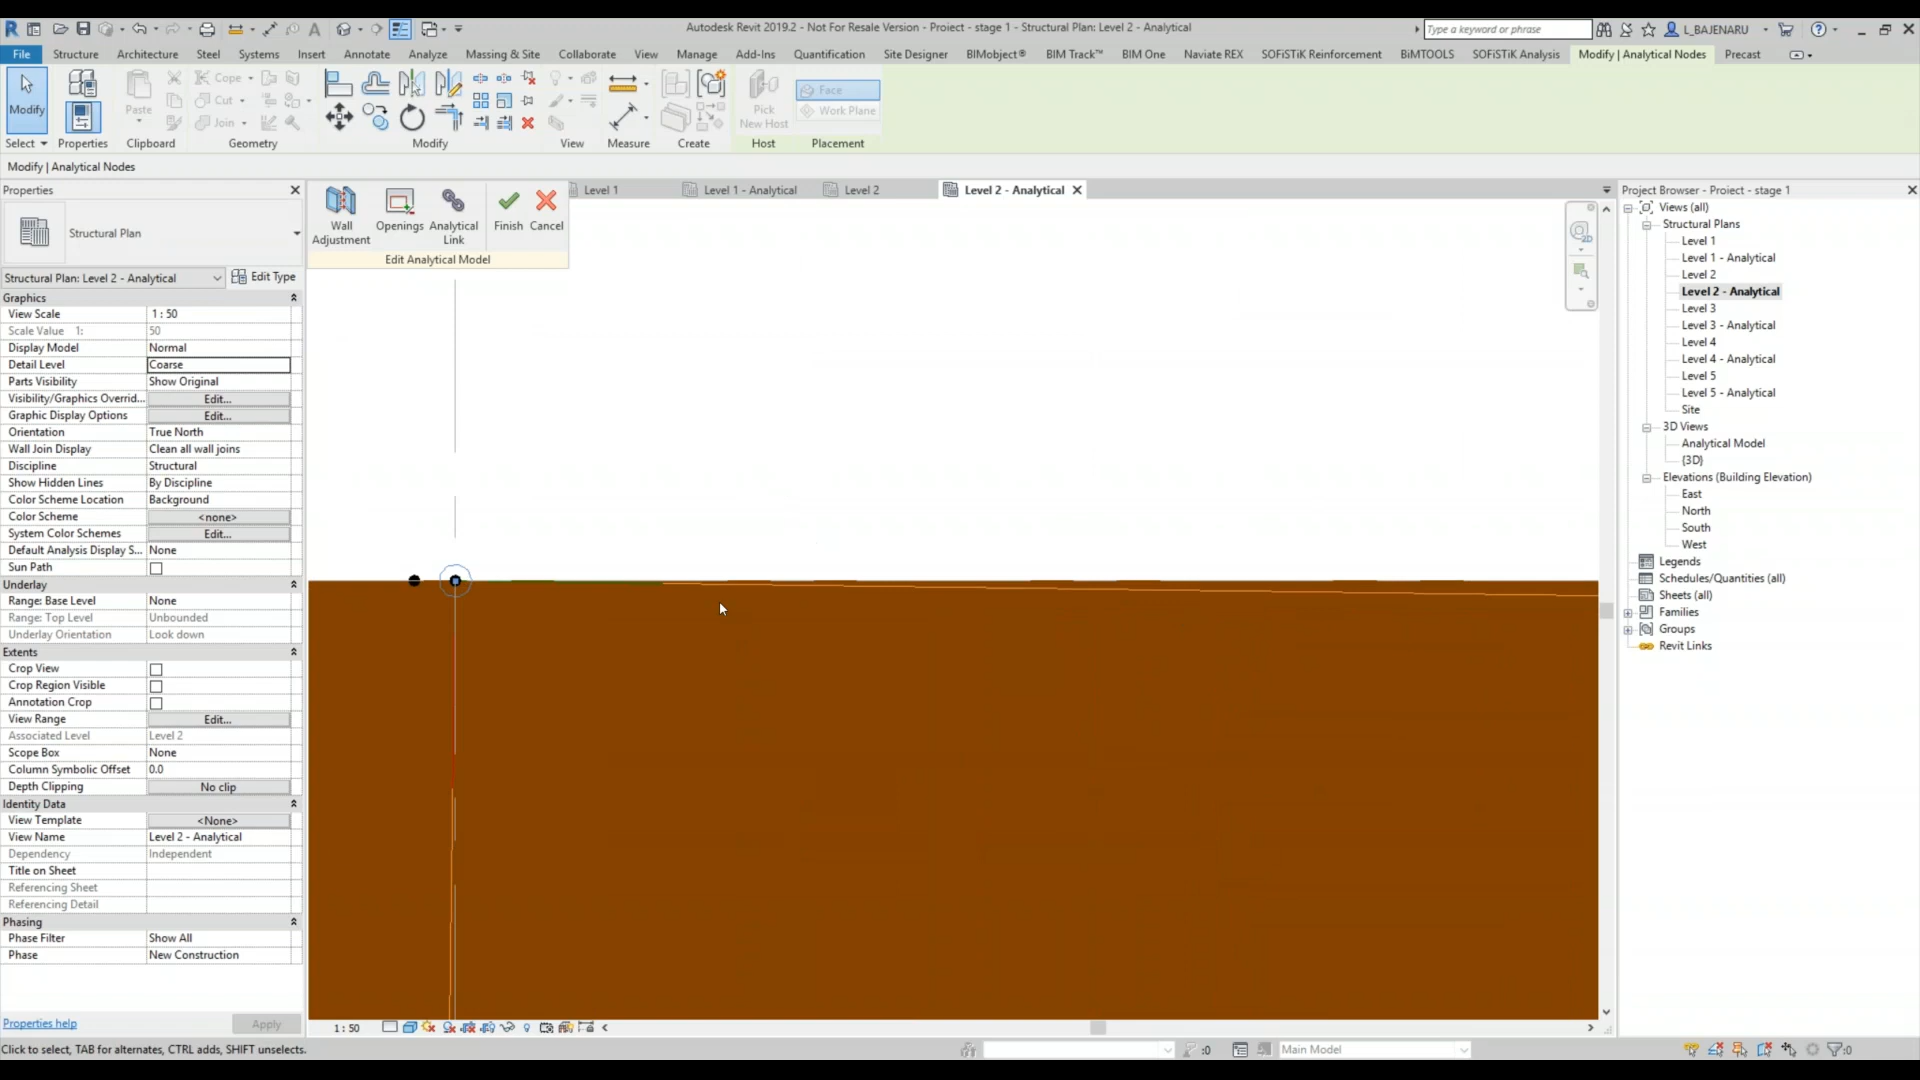 Autodesk Revit 2019.2 - Not For Resale Version - Project - stage 1 - Structural Plan: Level 2 - Analytical
Type a keyword or phrase
L_BAJENARU
File Structure Architecture Steel Systems Insert Annotate Analyze Massing & Site Collaborate View Manage Add-Ins Quantification Site Designer BIMobject® BIM Track™ BIM One Naviate REX SOFiSTiK Reinforcement BiMTOOLS SOFiSTiK Analysis Modify | Analytical Nodes Precast
Modify
Paste
Cope
Cut
Join
Pick
New Host
Face
Work Plane
Select Properties Clipboard Geometry Modify View Measure Create Host Placement
Modify | Analytical Nodes
Properties
Structural Plan
Structural Plan: Level 2 - Analytical Edit Type
Graphics
View Scale 1 : 50
Scale Value 1: 50
Display Model Normal
Detail Level Coarse
Parts Visibility Show Original
Visibility/Graphics Overrid... Edit...
Graphic Display Options Edit...
Orientation True North
Wall Join Display Clean all wall joins
Discipline Structural
Show Hidden Lines By Discipline
Color Scheme Location Background
Color Scheme <none>
System Color Schemes Edit...
Default Analysis Display S... None
Sun Path
Underlay
Range: Base Level None
Range: Top Level Unbounded
Underlay Orientation Look down
Extents
Crop View
Crop Region Visible
Annotation Crop
View Range Edit...
Associated Level Level 2
Scope Box None
Column Symbolic Offset 0.0
Depth Clipping No clip
Identity Data
View Template <None>
View Name Level 2 - Analytical
Dependency Independent
Title on Sheet
Referencing Sheet
Referencing Detail
Phasing
Phase Filter Show All
Phase New Construction
Properties help Apply
Wall
Adjustment
Openings
Analytical
Link
Finish
Cancel
Edit Analytical Model
Level 1 Level 1 - Analytical Level 2 Level 2 - Analytical
2D
1 : 50
Project Browser - Project - stage 1
Views (all)
Structural Plans
Level 1
Level 1 - Analytical
Level 2
Level 2 - Analytical
Level 3
Level 3 - Analytical
Level 4
Level 4 - Analytical
Level 5
Level 5 - Analytical
Site
3D Views
Analytical Model
{3D}
Elevations (Building Elevation)
East
North
South
West
Legends
Schedules/Quantities (all)
Sheets (all)
Families
Groups
Revit Links
Click to select, TAB for alternates, CTRL adds, SHIFT unselects.
:0
Main Model
:0